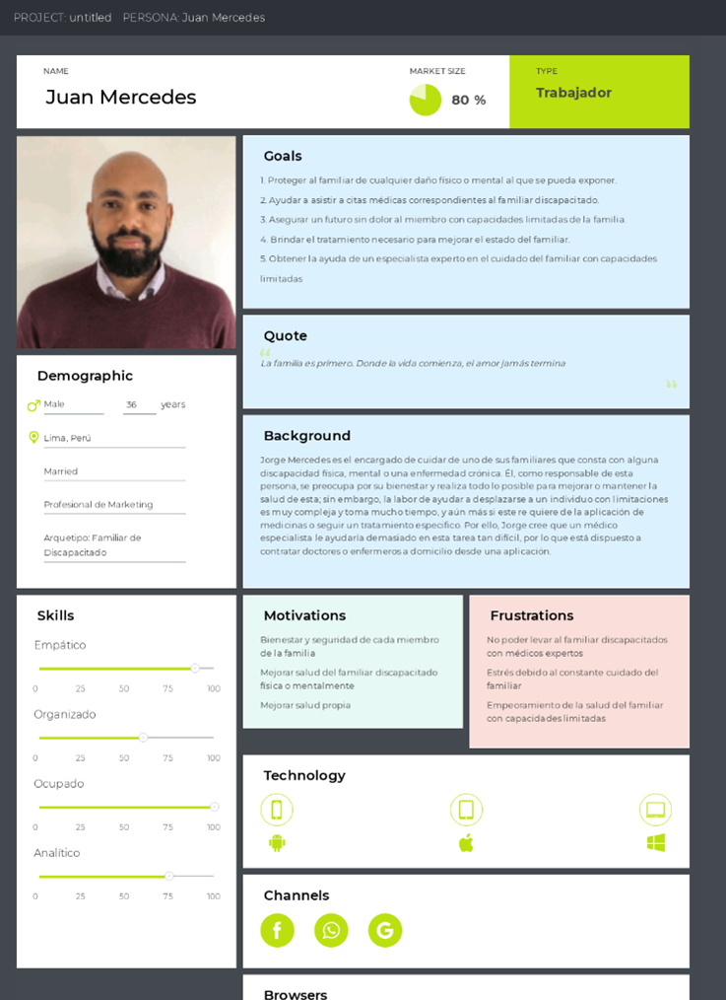 PROJECT: untitled PERSONA: Juan Mercedes
NAME
Juan Mercedes
MARKET SIZE
80 %
TYPE
Trabajador
Goals
1. Proteger al familiar de cualquier daño físico o mental al que se pueda exponer.
2. Ayudar a asistir a citas médicas correspondientes al familiar discapacitado.
3. Asegurar un futuro sin dolor al miembro con capacidades limitadas de la familia.
4. Brindar el tratamiento necesario para mejorar el estado del familiar.
5. Obtener la ayuda de un especialista experto en el cuidado del familiar con capacidades
limitadas
Quote
“
La familia es primero. Donde la vida comienza, el amor jamás termina
”
Demographic
Male 36 years
Lima, Perú
Married
Profesional de Marketing
Arquetipo: Familiar de
Discapacitado
Background
Jorge Mercedes es el encargado de cuidar de uno de sus familiares que consta con alguna
discapacidad física, mental o una enfermedad crónica. Él, como responsable de esta
persona, se preocupa por su bienestar y realiza todo lo posible para mejorar o mantener la
salud de esta; sin embargo, la labor de ayudar a desplazarse a un individuo con limitaciones
es muy compleja y toma mucho tiempo, y aún más si este re quiere de la aplicación de
medicinas o seguir un tratamiento específico. Por ello, Jorge cree que un médico
especialista le ayudaría demasiado en esta tarea tan difícil, por lo que está dispuesto a
contratar doctores o enfermeros a domicilio desde una aplicación.
Skills
Empático
0 25 50 75 100
Organizado
0 25 50 75 100
Ocupado
0 25 50 75 100
Analítico
0 25 50 75 100
Motivations
Bienestar y seguridad de cada miembro
de la familia
Mejorar salud del familiar discapacitado
física o mentalmente
Mejorar salud propia
Frustrations
No poder levar al familiar discapacitados
con médicos expertos
Estrés debido al constante cuidado del
familiar
Empeoramiento de la salud del familiar
con capacidades limitadas
Technology
Channels
Browsers